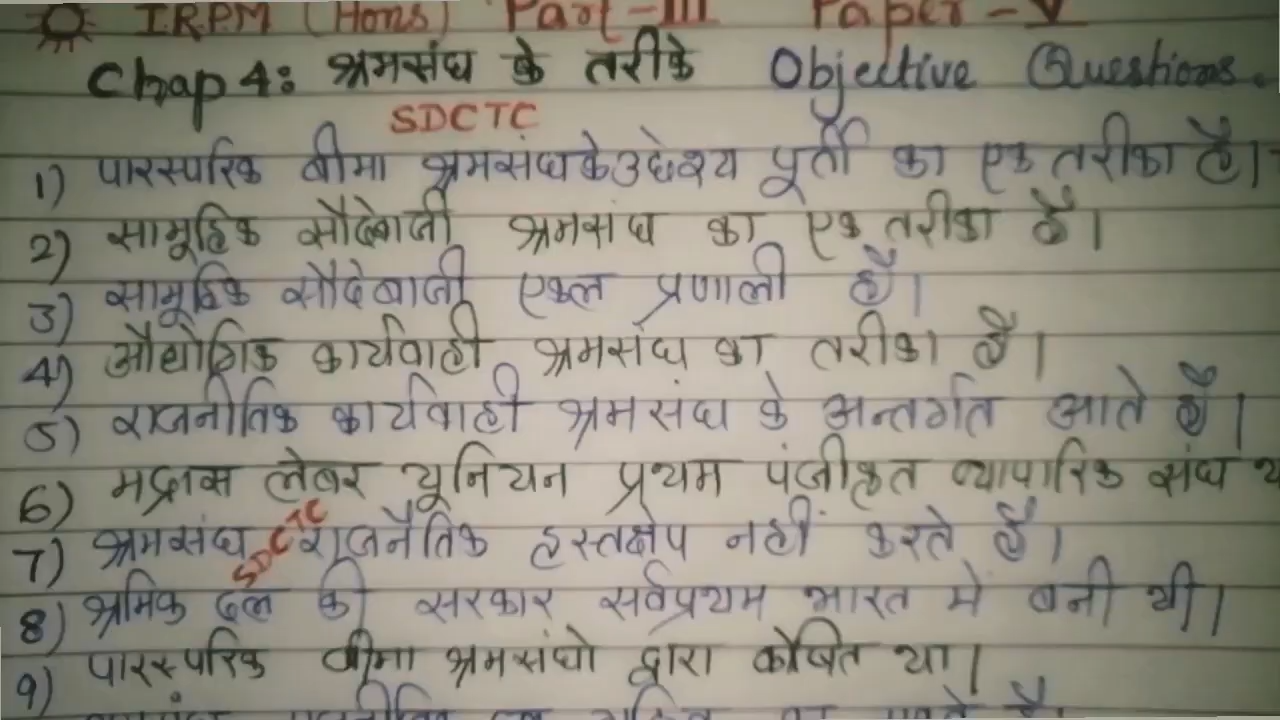 I.R.P.M (Hons) Part-III Paper-V
Chap 4: श्रमसंघ के तरीके Objective Questions.
SDCTC
1) पारस्परिक बीमा श्रमसंघ के उद्देश्य पूर्ती का एक तरीका है।
2) सामूहिक सौदेबाजी श्रमसंघ का एक तरीका है।
3) सामूहिक सौदेबाजी एकल प्रणाली है।
4) औद्योगिक कार्यवाही श्रमसंघ का तरीका है।
5) राजनीतिक कार्यवाही श्रमसंघ के अन्तर्गत आते हैं।
6) मद्रास लेबर यूनियन प्रथम पंजीकृत व्यापारिक संघ
7) श्रमसंघ राजनैतिक हस्तक्षेप नहीं करते हैं।
SDCTC
8) श्रमिक दल की सरकार सर्वप्रथम भारत मे बनी थी।
9) पारस्परिक बीमा श्रमसंघो द्वारा कोषित था।